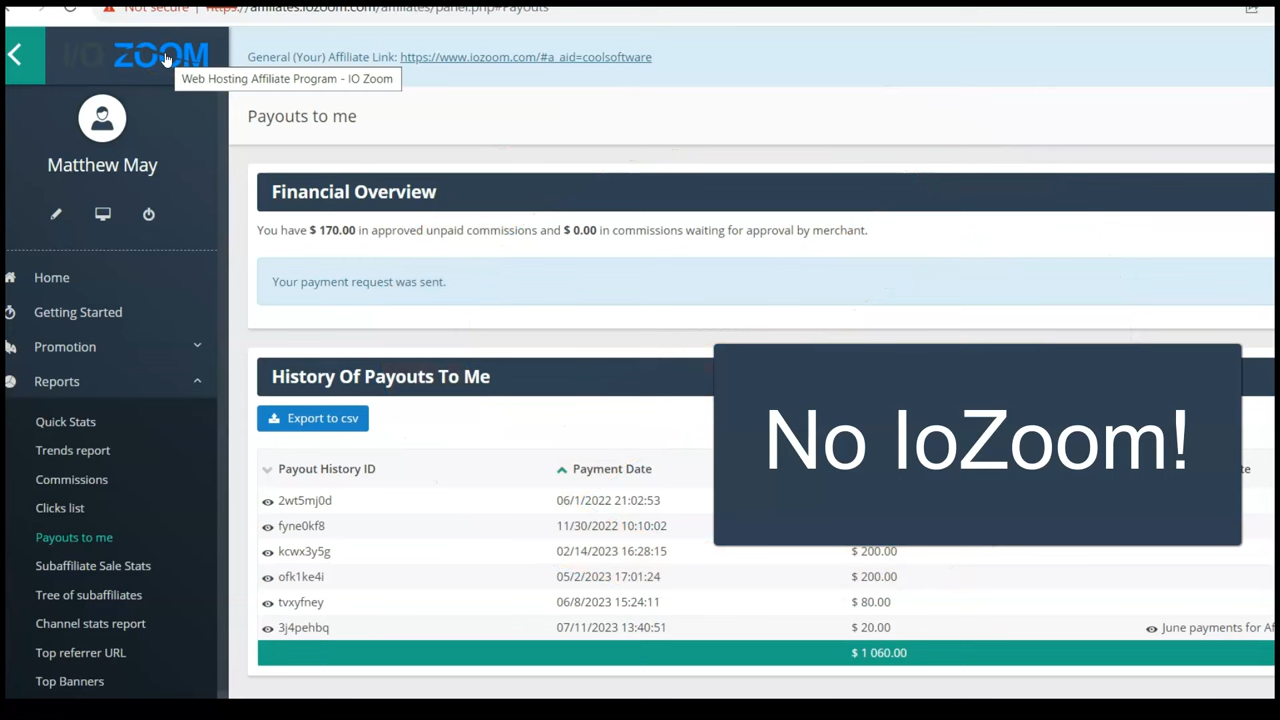 Not secure https://affiliates.iozoom.com/affiliates/panel.php#Payouts
I/O ZOOM
General (Your) Affiliate Link: https://www.iozoom.com/#a_aid=coolsoftware
Web Hosting Affiliate Program - IO Zoom
Payouts to me
Matthew May
Financial Overview
You have $ 170.00 in approved unpaid commissions and $ 0.00 in commissions waiting for approval by merchant.
Your payment request was sent.
Home
Getting Started
Promotion
Reports
Quick Stats
Trends report
Commissions
Clicks list
Payouts to me
Subaffiliate Sale Stats
Tree of subaffiliates
Channel stats report
Top referrer URL
Top Banners
History Of Payouts To Me
Export to csv
No IoZoom!
Payout History ID Payment Date
2wt5mj0d 06/1/2022 21:02:53
fyne0kf8 11/30/2022 10:10:02
kcwx3y5g 02/14/2023 16:28:15 $ 200.00
ofk1ke4i 05/2/2023 17:01:24 $ 200.00
tvxyfney 06/8/2023 15:24:11 $ 80.00
3j4pehbq 07/11/2023 13:40:51 $ 20.00 June payments for Af
$ 1 060.00